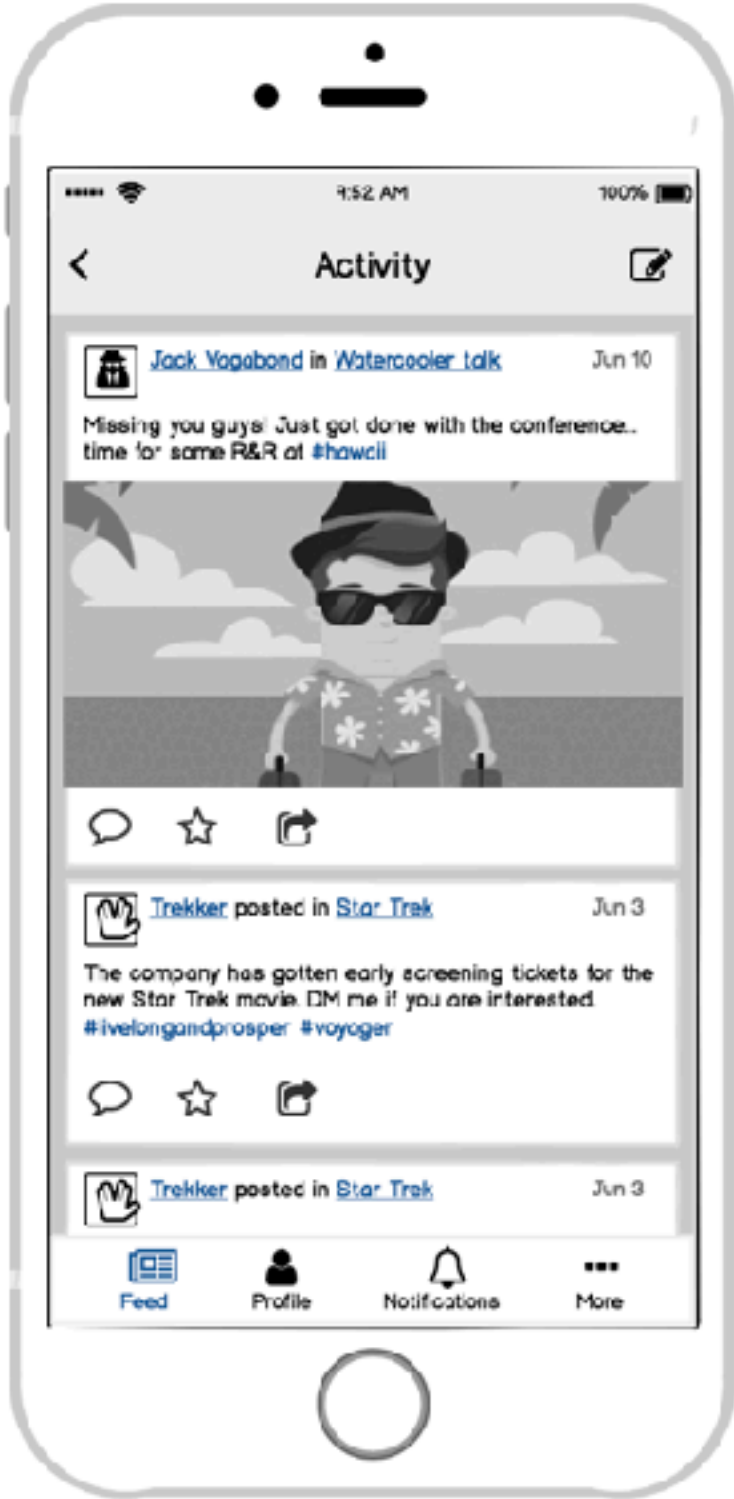 9:52 AM 100%
Activity
Jack Vagabond in Watercooler talk Jun 10
Missing you guys! Just got done with the conference...
time for some R&R at #hawaii
Trekker posted in Star Trek Jun 3
The company has gotten early screening tickets for the
new Star Trek movie. DM me if you are interested.
#livelongandprosper #voyager
Trekker posted in Star Trek Jun 3
Feed Profile Notifications More